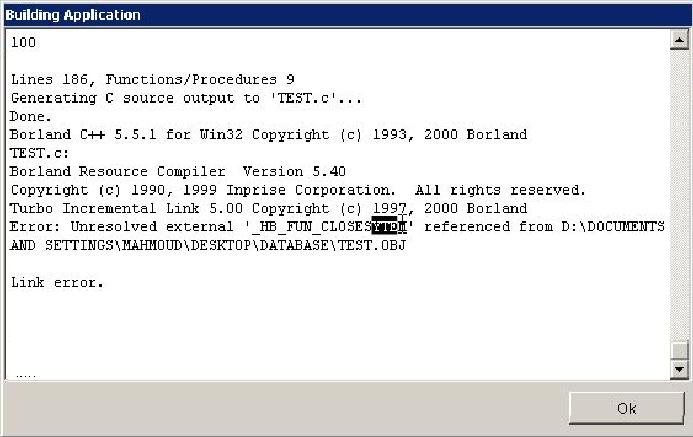 Building Application
100
Lines 186, Functions/Procedures 9
Generating C source output to 'TEST.c'...
Done.
Borland C++ 5.5.1 for Win32 Copyright (c) 1993, 2000 Borland
TEST.c:
Borland Resource Compiler  Version 5.40
Copyright (c) 1990, 1999 Inprise Corporation.  All rights reserved.
Turbo Incremental Link 5.00 Copyright (c) 1997, 2000 Borland
Error: Unresolved external '_HB_FUN_CLOSESYTEM' referenced from D:\DOCUMENTS
AND SETTINGS\MAHMOUD\DESKTOP\DATABASE\TEST.OBJ
Link error.
Ok